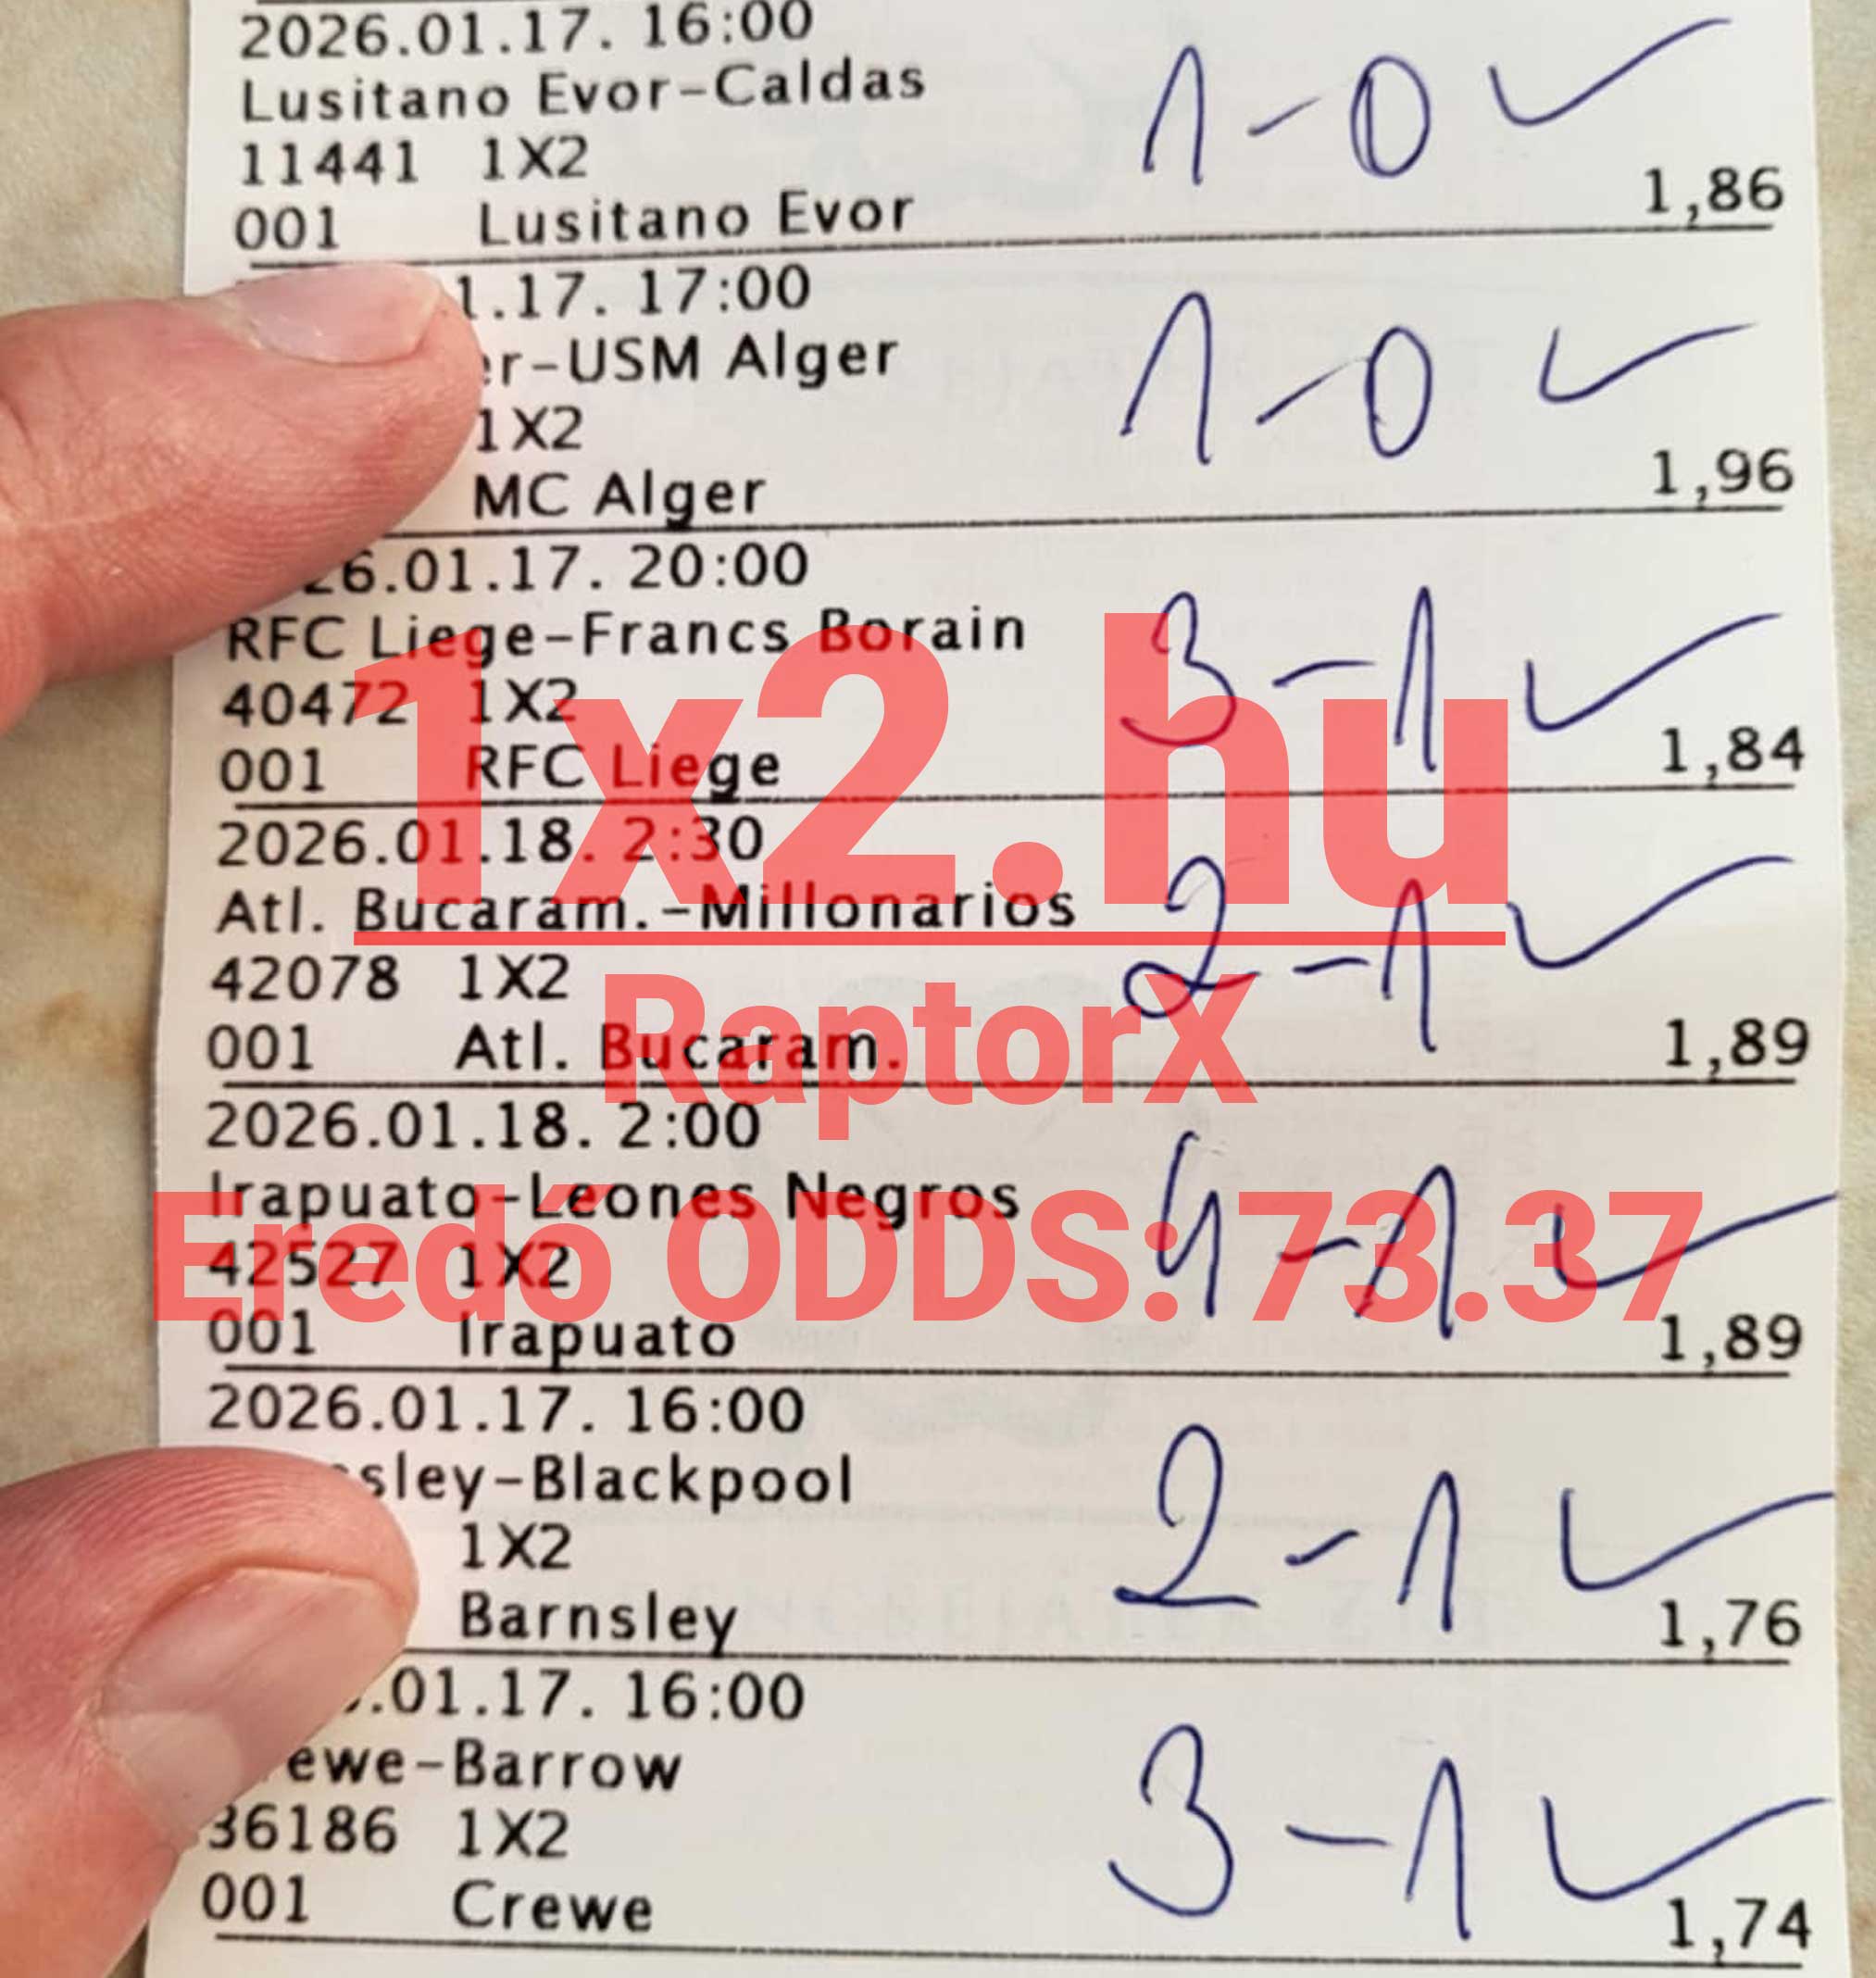 2026.01.17. 16:00
Lusitano Evor-Caldas
11441 1X2
001 Lusitano Evor 1,86
1-0
1.17. 17:00
er-USM Alger
1X2
MC Alger 1,96
1-0
26.01.17. 20:00
RFC Liege-Francs Borain
40472 1X2
001 RFC Liege 1,84
3-1
2026.01.18. 2:30
Atl. Bucaram.-Millonarios
42078 1X2
001 Atl. Bucaram. 1,89
2-1
2026.01.18. 2:00
Irapuato-Leones Negros
42527 1X2
001 Irapuato 1,89
4-1
2026.01.17. 16:00
sley-Blackpool
1X2
Barnsley 1,76
2-1
.01.17. 16:00
ewe-Barrow
36186 1X2
001 Crewe 1,74
3-1
1x2.hu
RaptorX
Eredő ODDS: 73.37